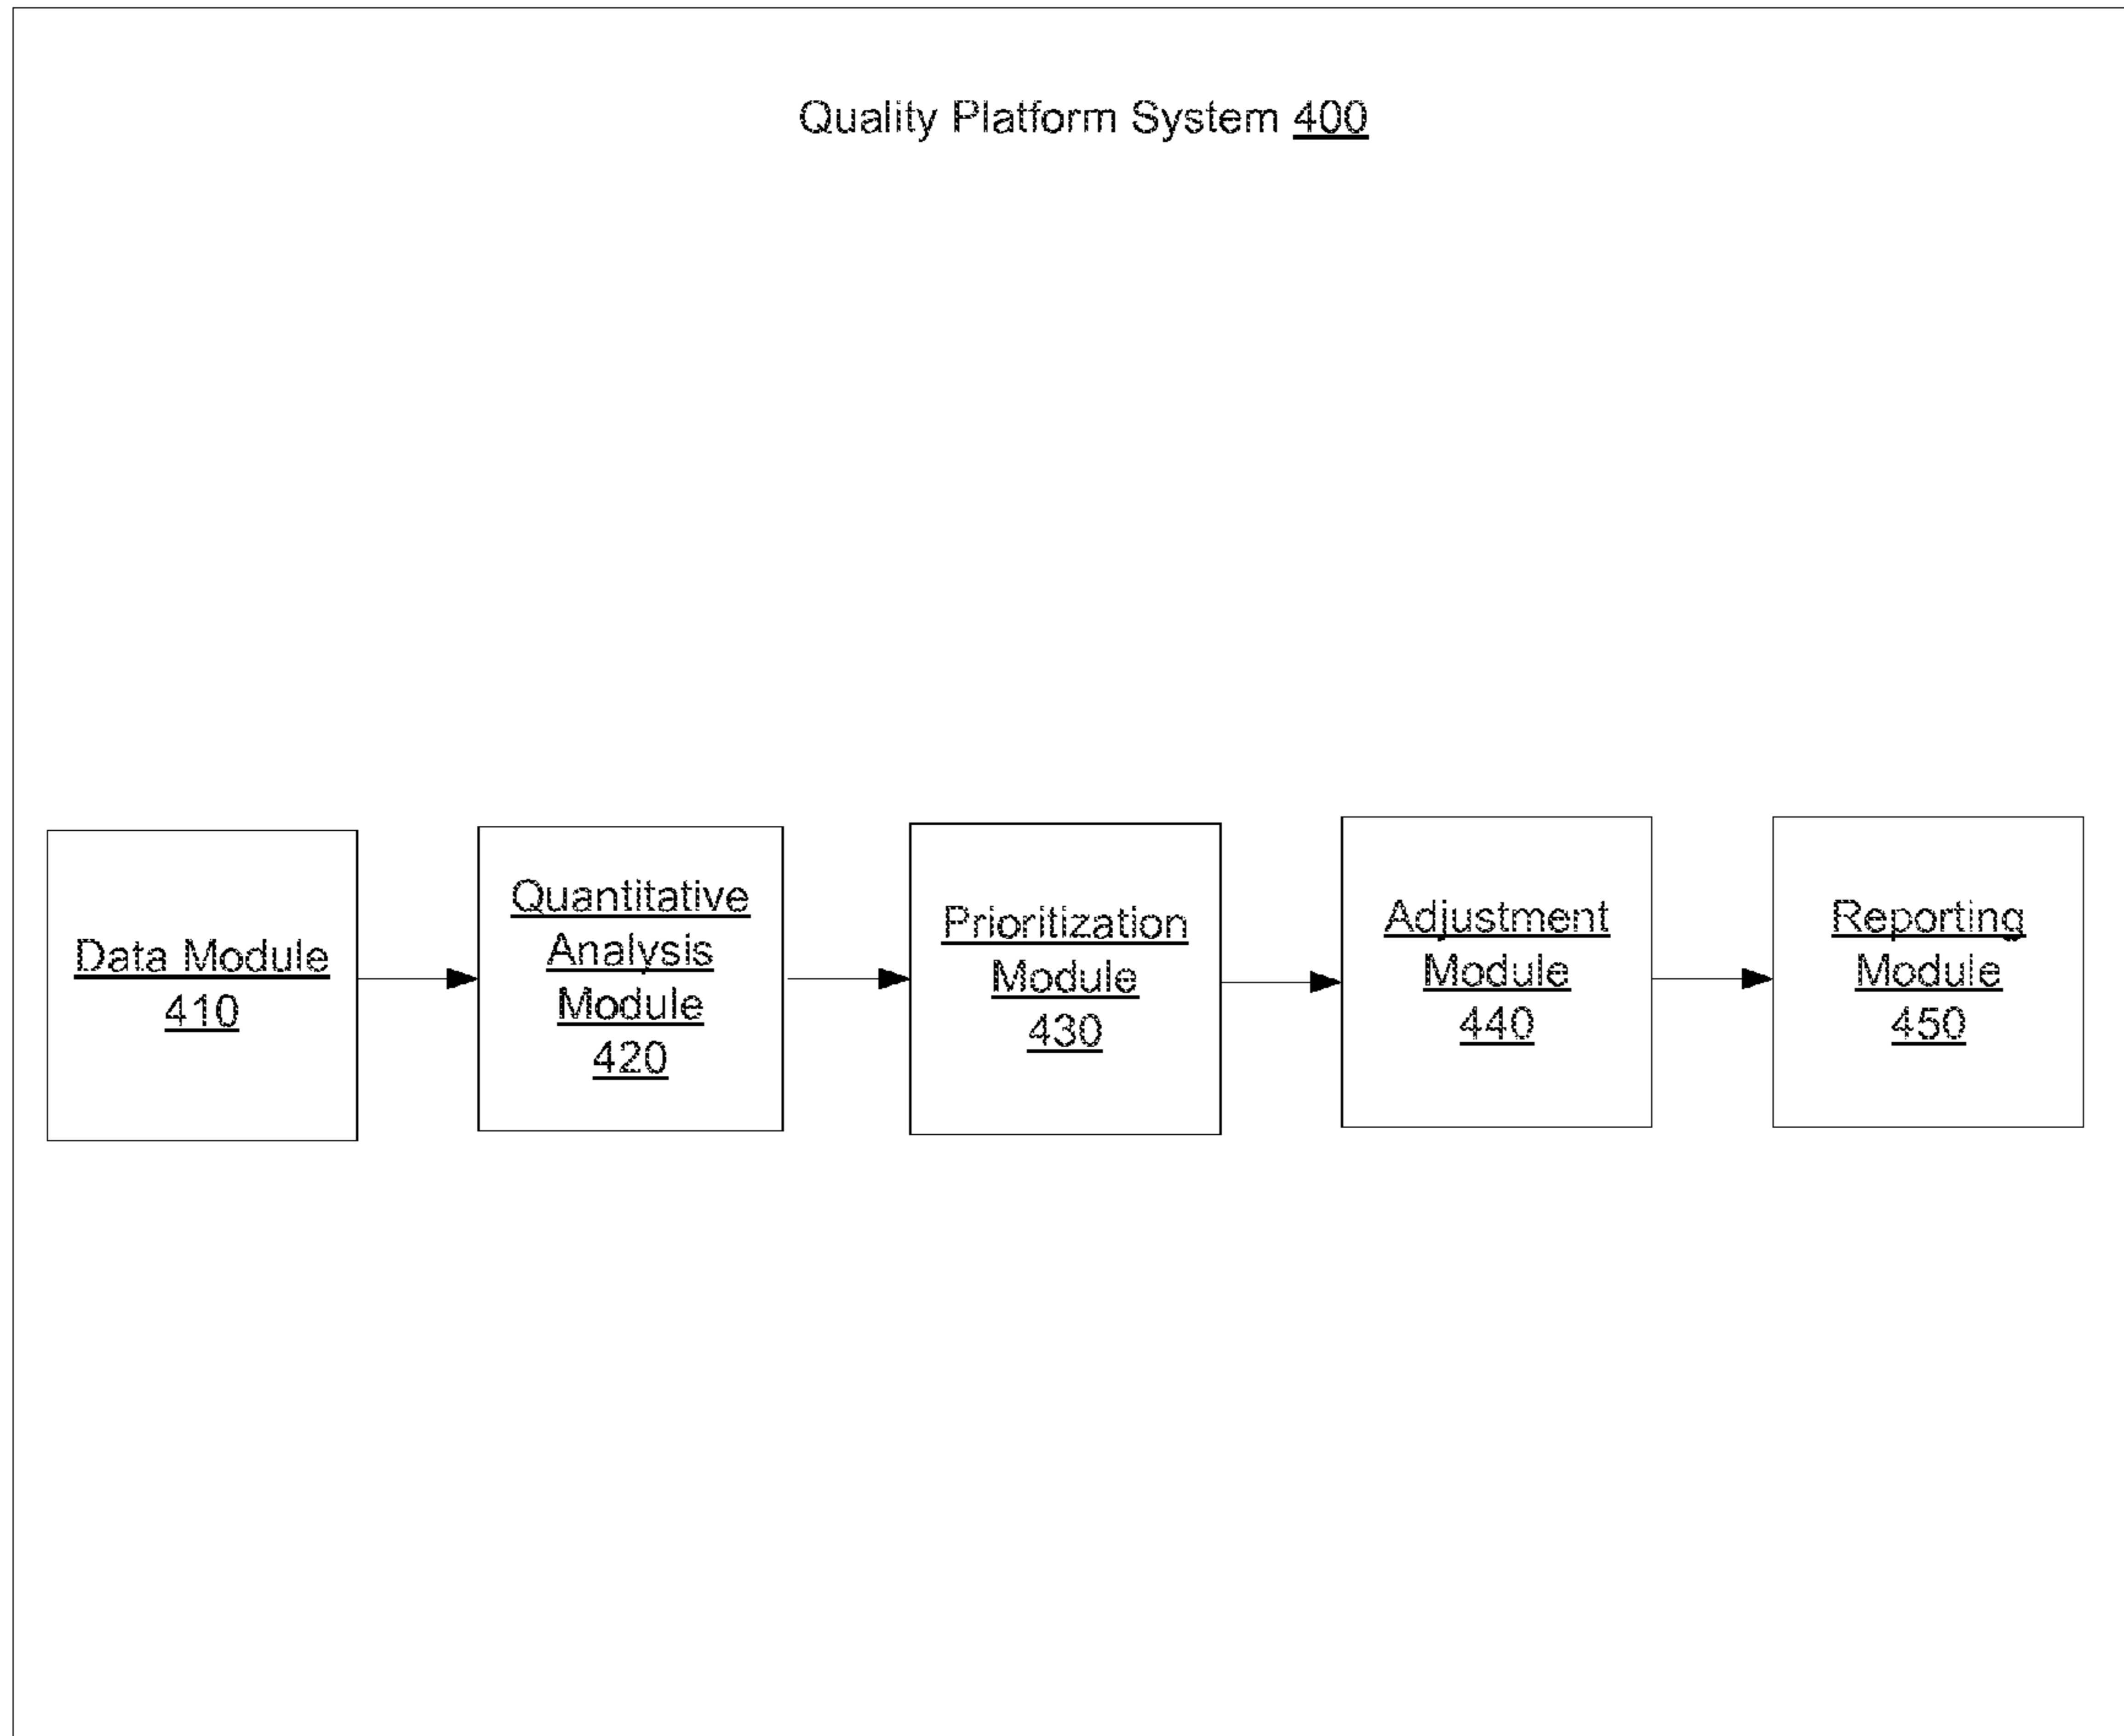 Quality Platform System 400
Data Module
410
Quantitative
Analysis
Module
420
Prioritization
Module
430
Adjustment
Module
440
Reporting
Module
450